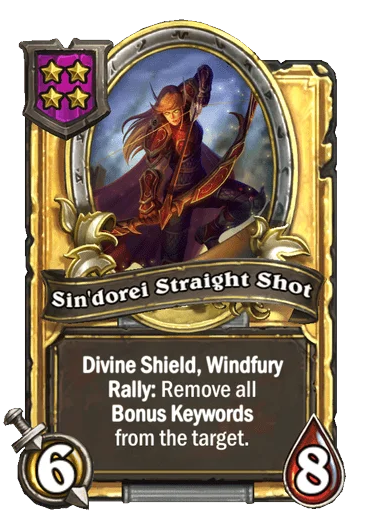 Sin'dorei Straight Shot
Divine Shield, Windfury
Rally: Remove all
Bonus Keywords
from the target.
6
8